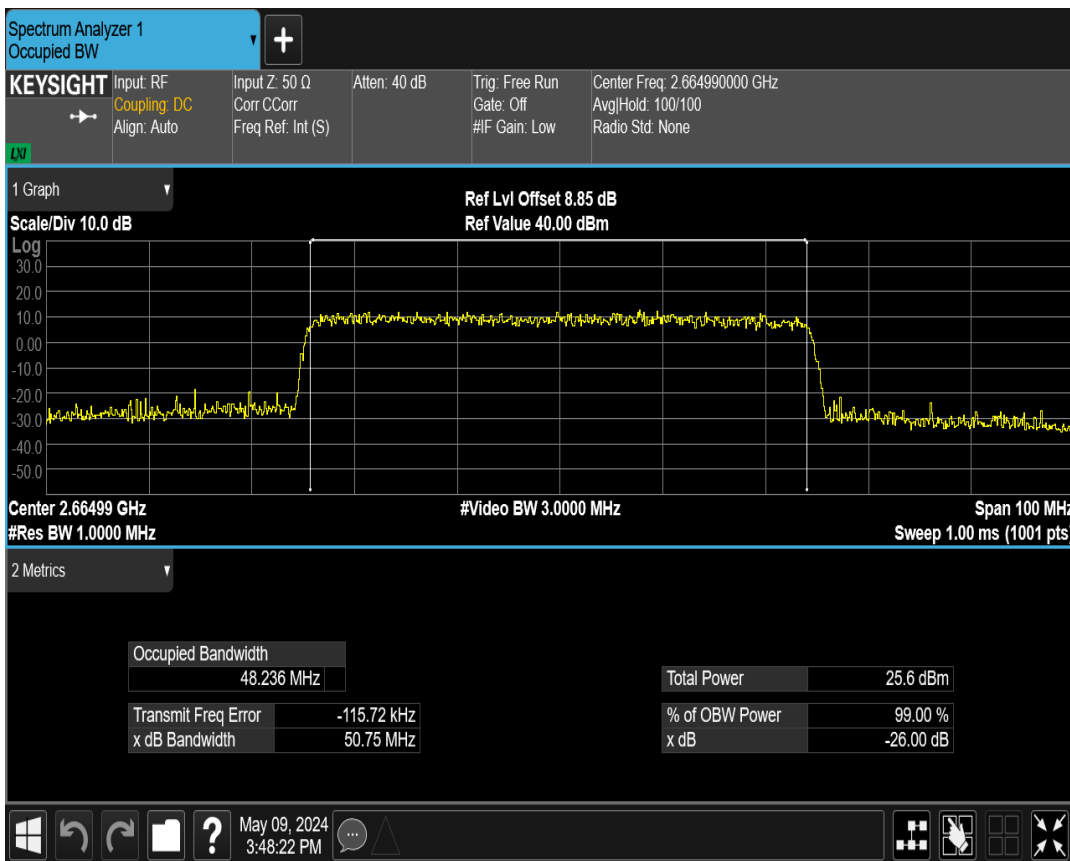 Spectrum Analyzer 1
Occupied BW
KEYSIGHT
LXI
Input: RF
Coupling: DC
Align: Auto
Input Z: 50 Ω
Corr CCorr
Freq Ref: Int (S)
Atten: 40 dB
Trig: Free Run
Gate: Off
#IF Gain: Low
Center Freq: 2.664990000 GHz
Avg|Hold: 100/100
Radio Std: None
1 Graph
Scale/Div 10.0 dB
Ref Lvl Offset 8.85 dB
Ref Value 40.00 dBm
Log
30.0
20.0
10.0
0.00
-10.0
-20.0
-30.0
-40.0
-50.0
Center 2.66499 GHz
#Video BW 3.0000 MHz
Span 100 MHz
#Res BW 1.0000 MHz
Sweep 1.00 ms (1001 pts)
2 Metrics
Occupied Bandwidth
48.236 MHz
Total Power 25.6 dBm
Transmit Freq Error -115.72 kHz
% of OBW Power 99.00 %
x dB Bandwidth 50.75 MHz
x dB -26.00 dB
?
May 09, 2024
3:48:22 PM